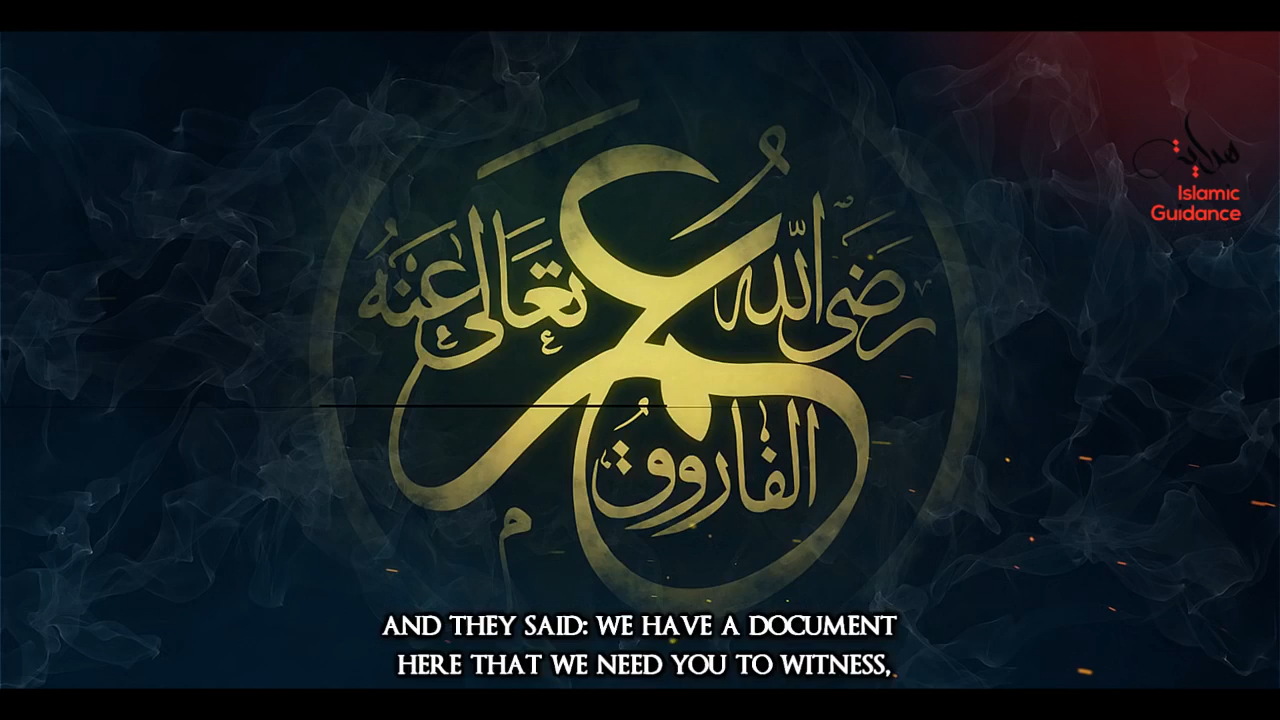 هداية
Islamic
Guidance
عمر
رضي الله تعالى عنه
الفاروق
AND THEY SAID: WE HAVE A DOCUMENT
HERE THAT WE NEED YOU TO WITNESS,